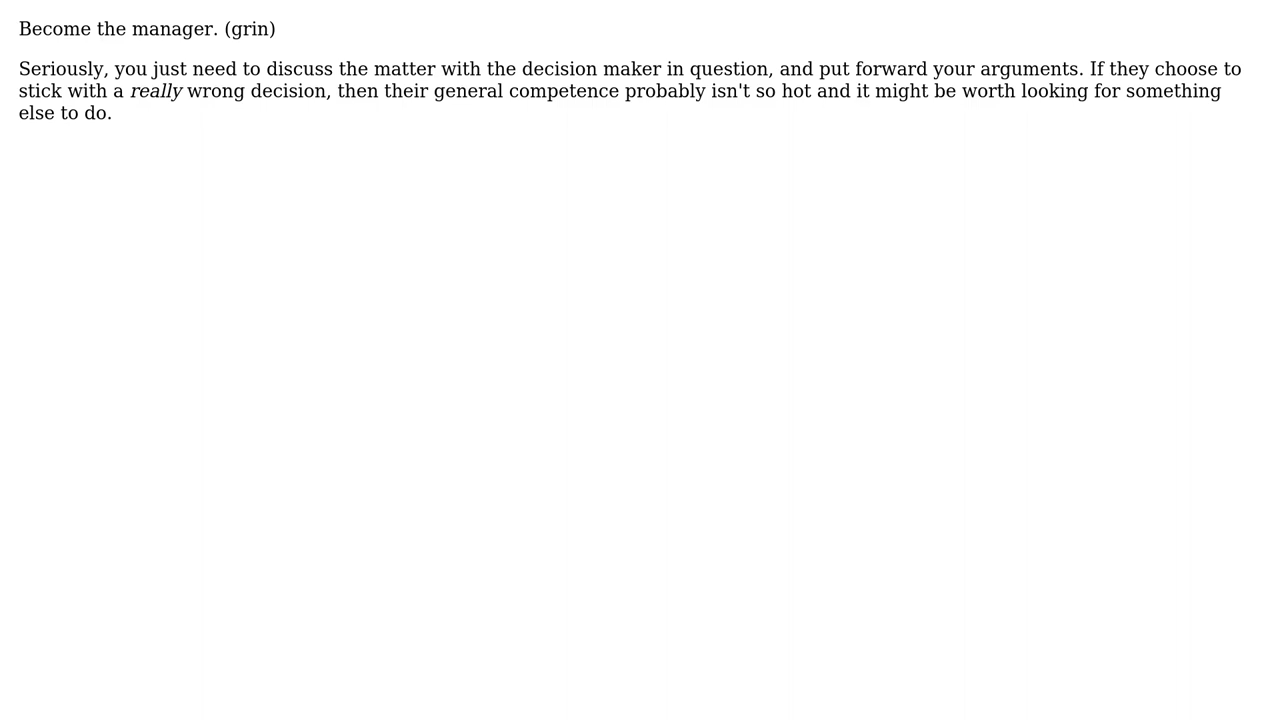 Become the manager. (grin)
Seriously, you just need to discuss the matter with the decision maker in question, and put forward your arguments. If they choose to
stick with a really wrong decision, then their general competence probably isn't so hot and it might be worth looking for something
else to do.